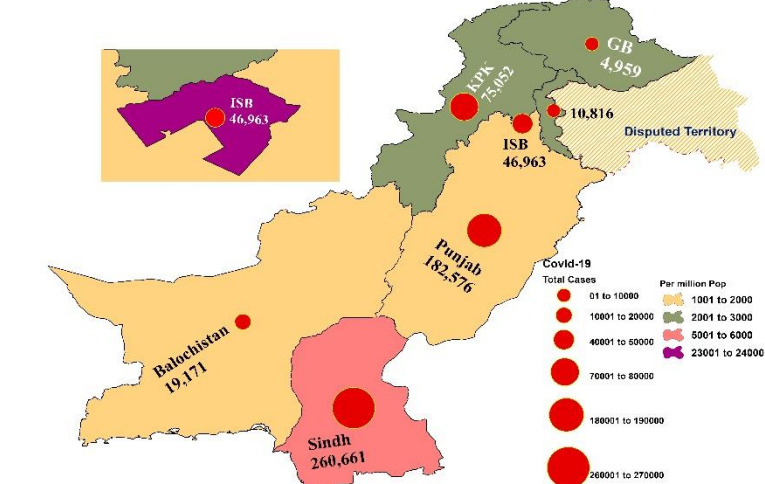 GB
4,959
KPK
75,052
ISB
46,963
10,816
Disputed Territory
ISB
46,963
Punjab
182,576
Balochistan
19,171
Sindh
260,661
Covid-19
Total Cases
01 to 10000
10001 to 20000
40001 to 50000
70001 to 80000
180001 to 190000
260001 to 270000
Per million Pop
1001 to 2000
2001 to 3000
5001 to 6000
23001 to 24000